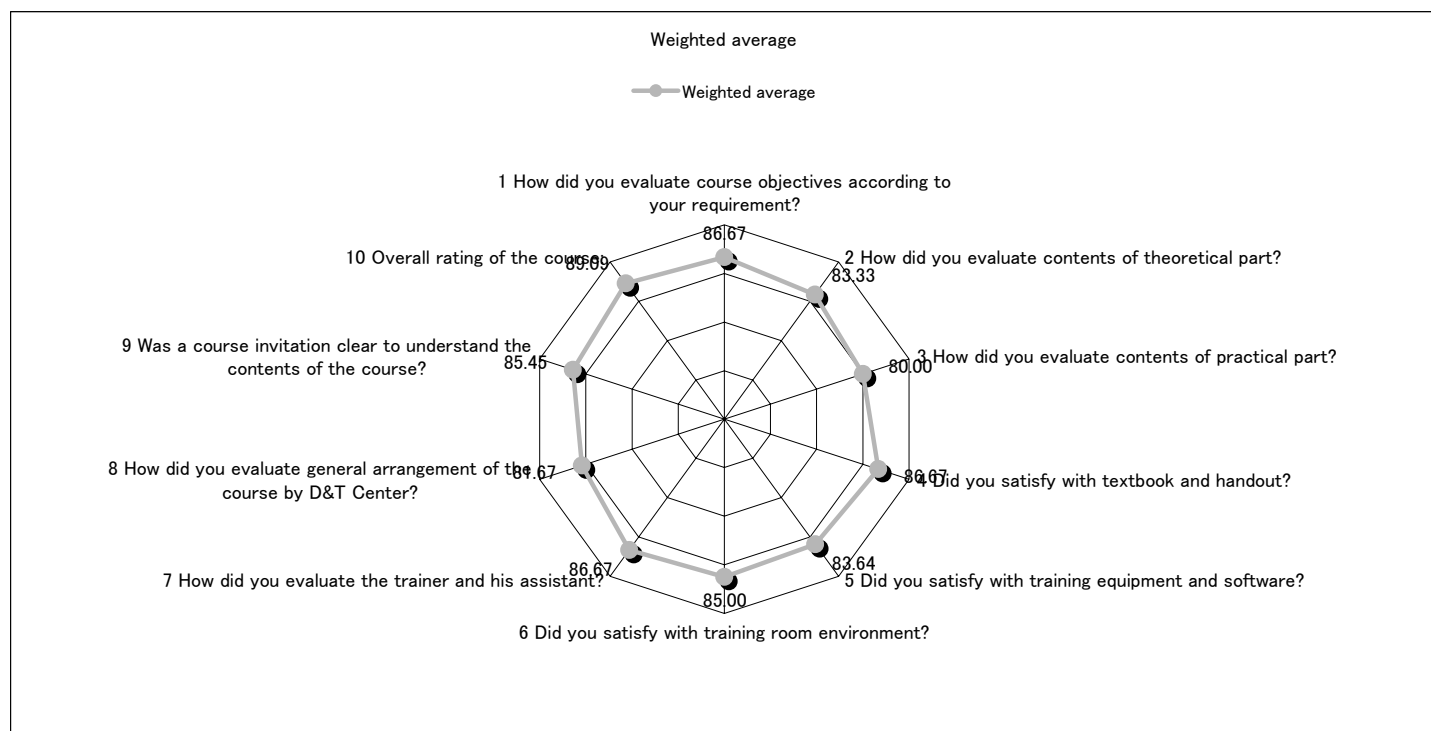 Weighted average
Weighted average
1 How did you evaluate course objectives according to
your requirement?
86.67
10 Overall rating of the course
89.09
2 How did you evaluate contents of theoretical part?
83.33
9 Was a course invitation clear to understand the
contents of the course?
85.45
3 How did you evaluate contents of practical part?
80.00
8 How did you evaluate general arrangement of the
course by D&T Center?
81.67
4 Did you satisfy with textbook and handout?
86.67
7 How did you evaluate the trainer and his assistant?
86.67
5 Did you satisfy with training equipment and software?
83.64
85.00
6 Did you satisfy with training room environment?